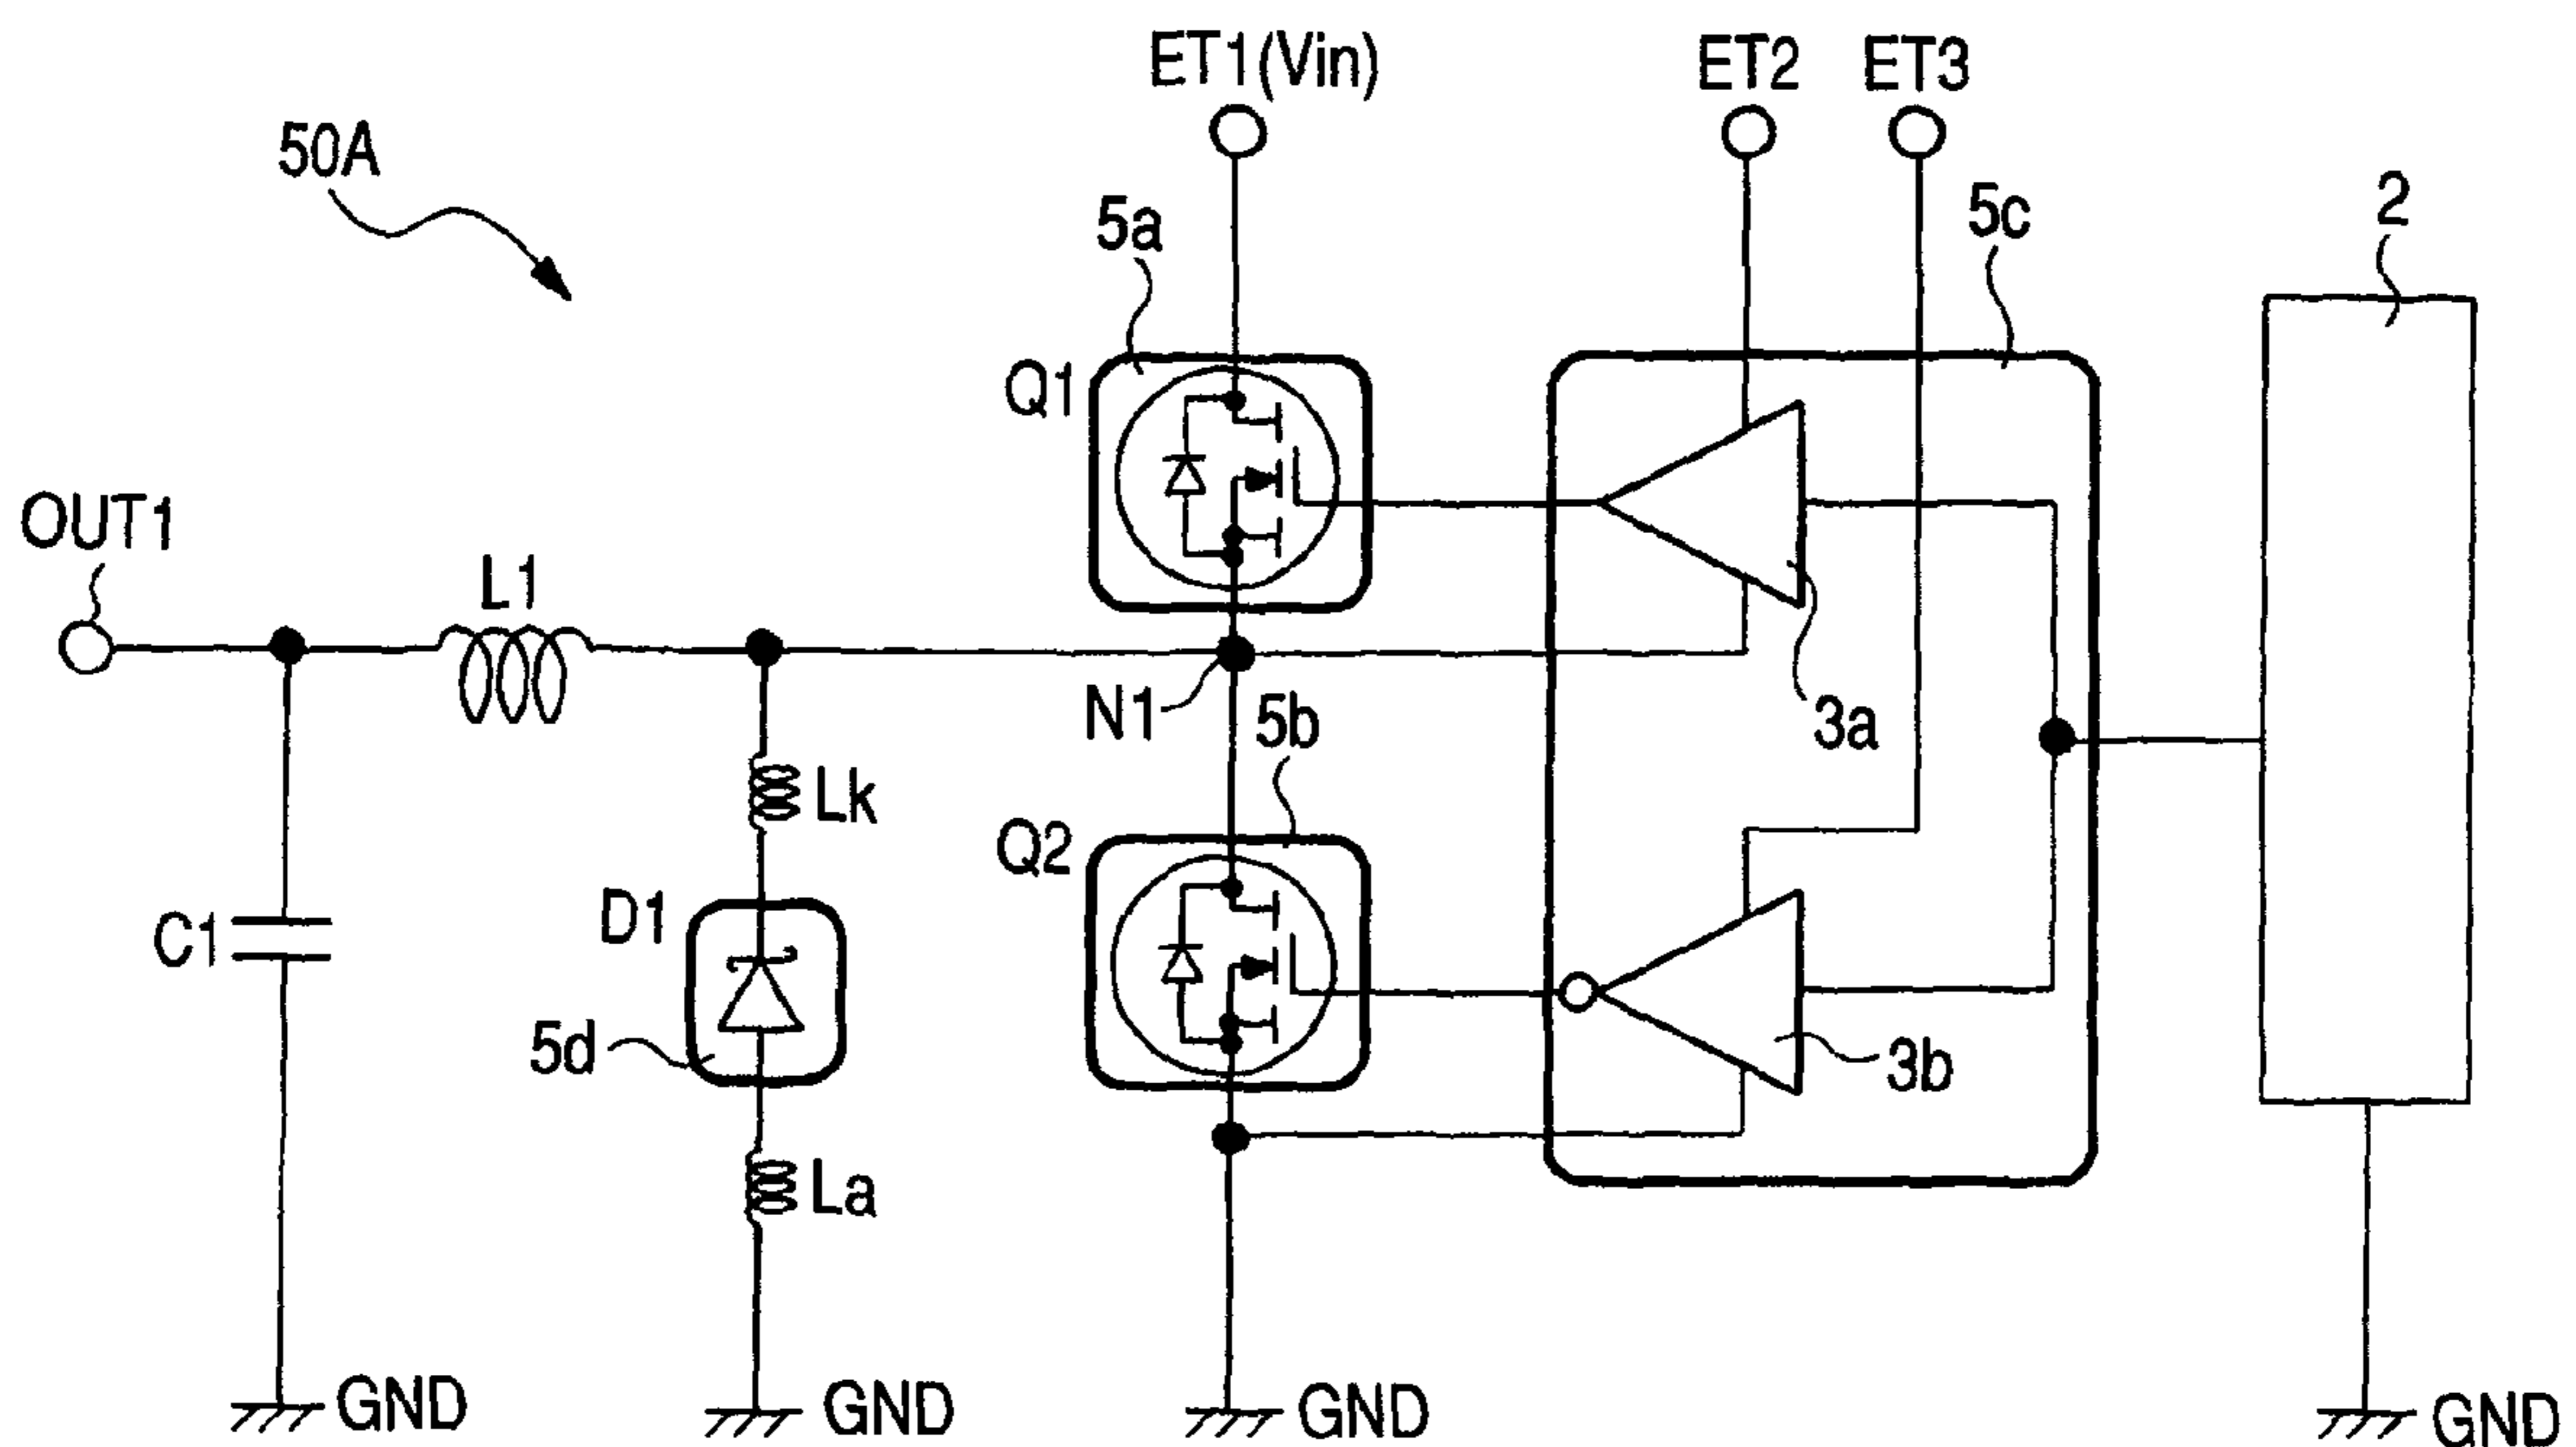 ET1(Vin)
ET2
ET3
50A
5a
5c
2
Q1
OUT1
L1
N1
5b
3a
Lk
Q2
D1
C1
5d
3b
La
GND
GND
GND
GND